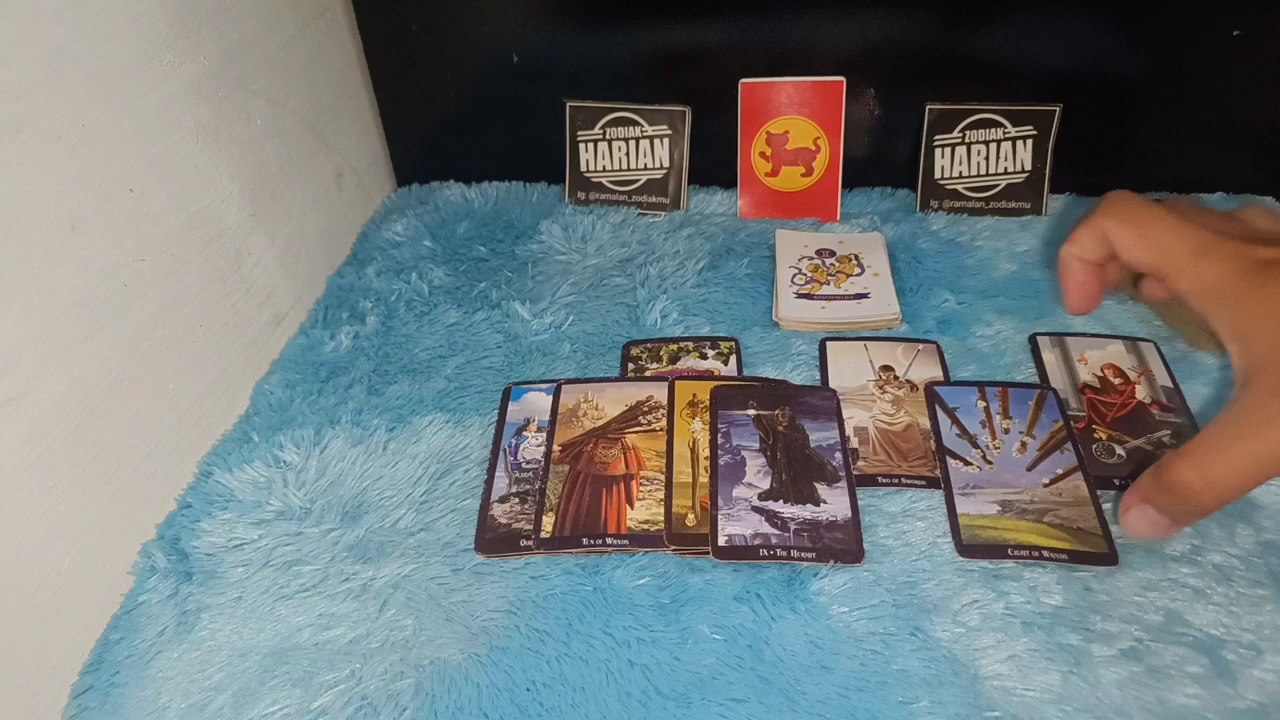 ZODIAK
HARIAN
Ig: @ramalan_zodiakmu
ZODIAK
HARIAN
Ig: @ramalan_zodiakmu
II
TWO OF SWORDS
TEN OF WANDS
IX • THE HERMIT
EIGHT OF WANDS